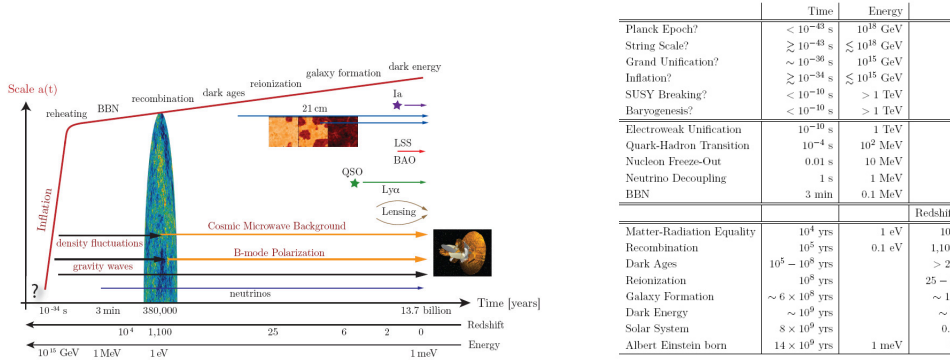 dark energy
galaxy formation
reionization
dark ages
recombination
BBN
reheating
Scale a(t)
Ia
21 cm
LSS
BAO
QSO
Lyα
Lensing
Inflation
Cosmic Microwave Background
density fluctuations
B-mode Polarization
gravity waves
neutrinos
?
Time [years]
10⁻³⁴ s 3 min 380,000 13.7 billion
Redshift
10⁴ 1,100 25 6 2 0
Energy
10¹⁵ GeV 1 MeV 1 eV 1 meV
Time Energy
Planck Epoch? < 10⁻⁴³ s 10¹⁸ GeV
String Scale? ≳ 10⁻⁴³ s ≲ 10¹⁸ GeV
Grand Unification? ∼ 10⁻³⁶ s 10¹⁵ GeV
Inflation? ≳ 10⁻³⁴ s ≲ 10¹⁵ GeV
SUSY Breaking? < 10⁻¹⁰ s > 1 TeV
Baryogenesis? < 10⁻¹⁰ s > 1 TeV
Electroweak Unification 10⁻¹⁰ s 1 TeV
Quark-Hadron Transition 10⁻⁴ s 10² MeV
Nucleon Freeze-Out 0.01 s 10 MeV
Neutrino Decoupling 1 s 1 MeV
BBN 3 min 0.1 MeV
Redshif
Matter-Radiation Equality 10⁴ yrs 1 eV 10
Recombination 10⁵ yrs 0.1 eV 1,10
Dark Ages 10⁵ − 10⁸ yrs > 2
Reionization 10⁸ yrs 25 −
Galaxy Formation ∼ 6 × 10⁸ yrs ∼ 1
Dark Energy ∼ 10⁹ yrs ∼
Solar System 8 × 10⁹ yrs 0.
Albert Einstein born 14 × 10⁹ yrs 1 meV